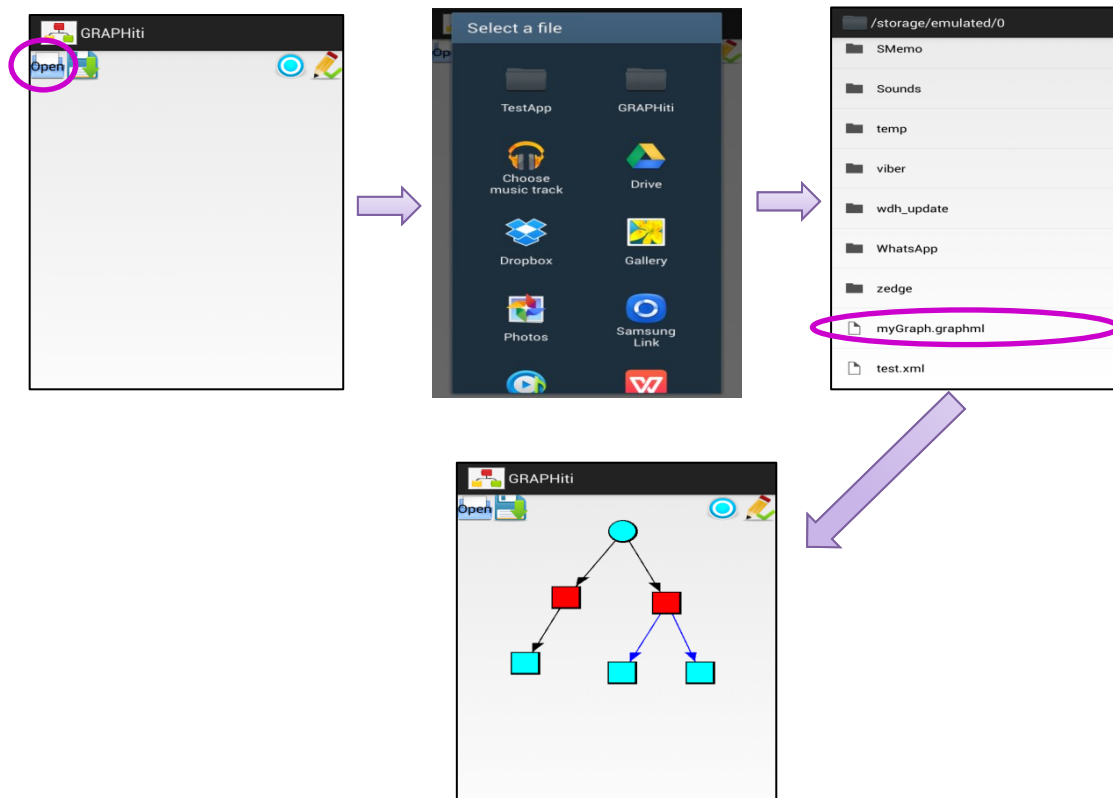 GRAPHiti
Open
Select a file
TestApp
GRAPHiti
Choose
music track
Drive
Dropbox
Gallery
Photos
Samsung
Link
/storage/emulated/0
SMemo
Sounds
temp
viber
wdh_update
WhatsApp
zedge
myGraph.graphml
test.xml
GRAPHiti
Open